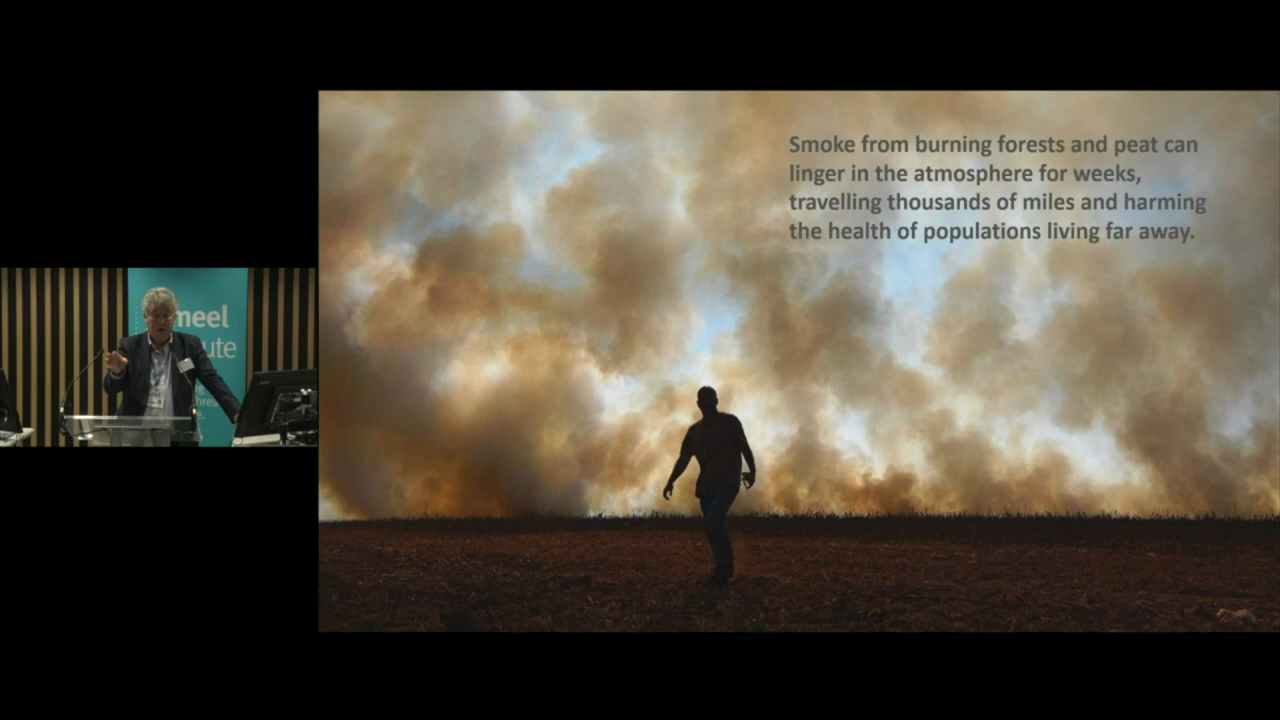 Smoke from burning forests and peat can
linger in the atmosphere for weeks,
travelling thousands of miles and harming
the health of populations living far away.
meel
ute